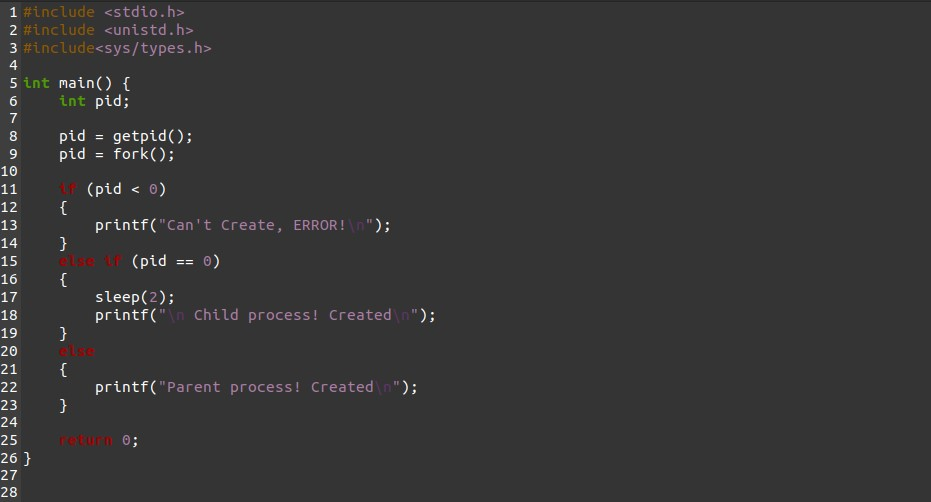 1 #include <stdio.h>
2 #include <unistd.h>
3 #include<sys/types.h>
4
5 int main() {
6     int pid;
7
8     pid = getpid();
9     pid = fork();
10
11     if (pid < 0)
12     {
13         printf("Can't Create, ERROR!\n");
14     }
15     else if (pid == 0)
16     {
17         sleep(2);
18         printf("\n Child process! Created\n");
19     }
20     else
21     {
22         printf("Parent process! Created\n");
23     }
24
25     return 0;
26 }
27
28